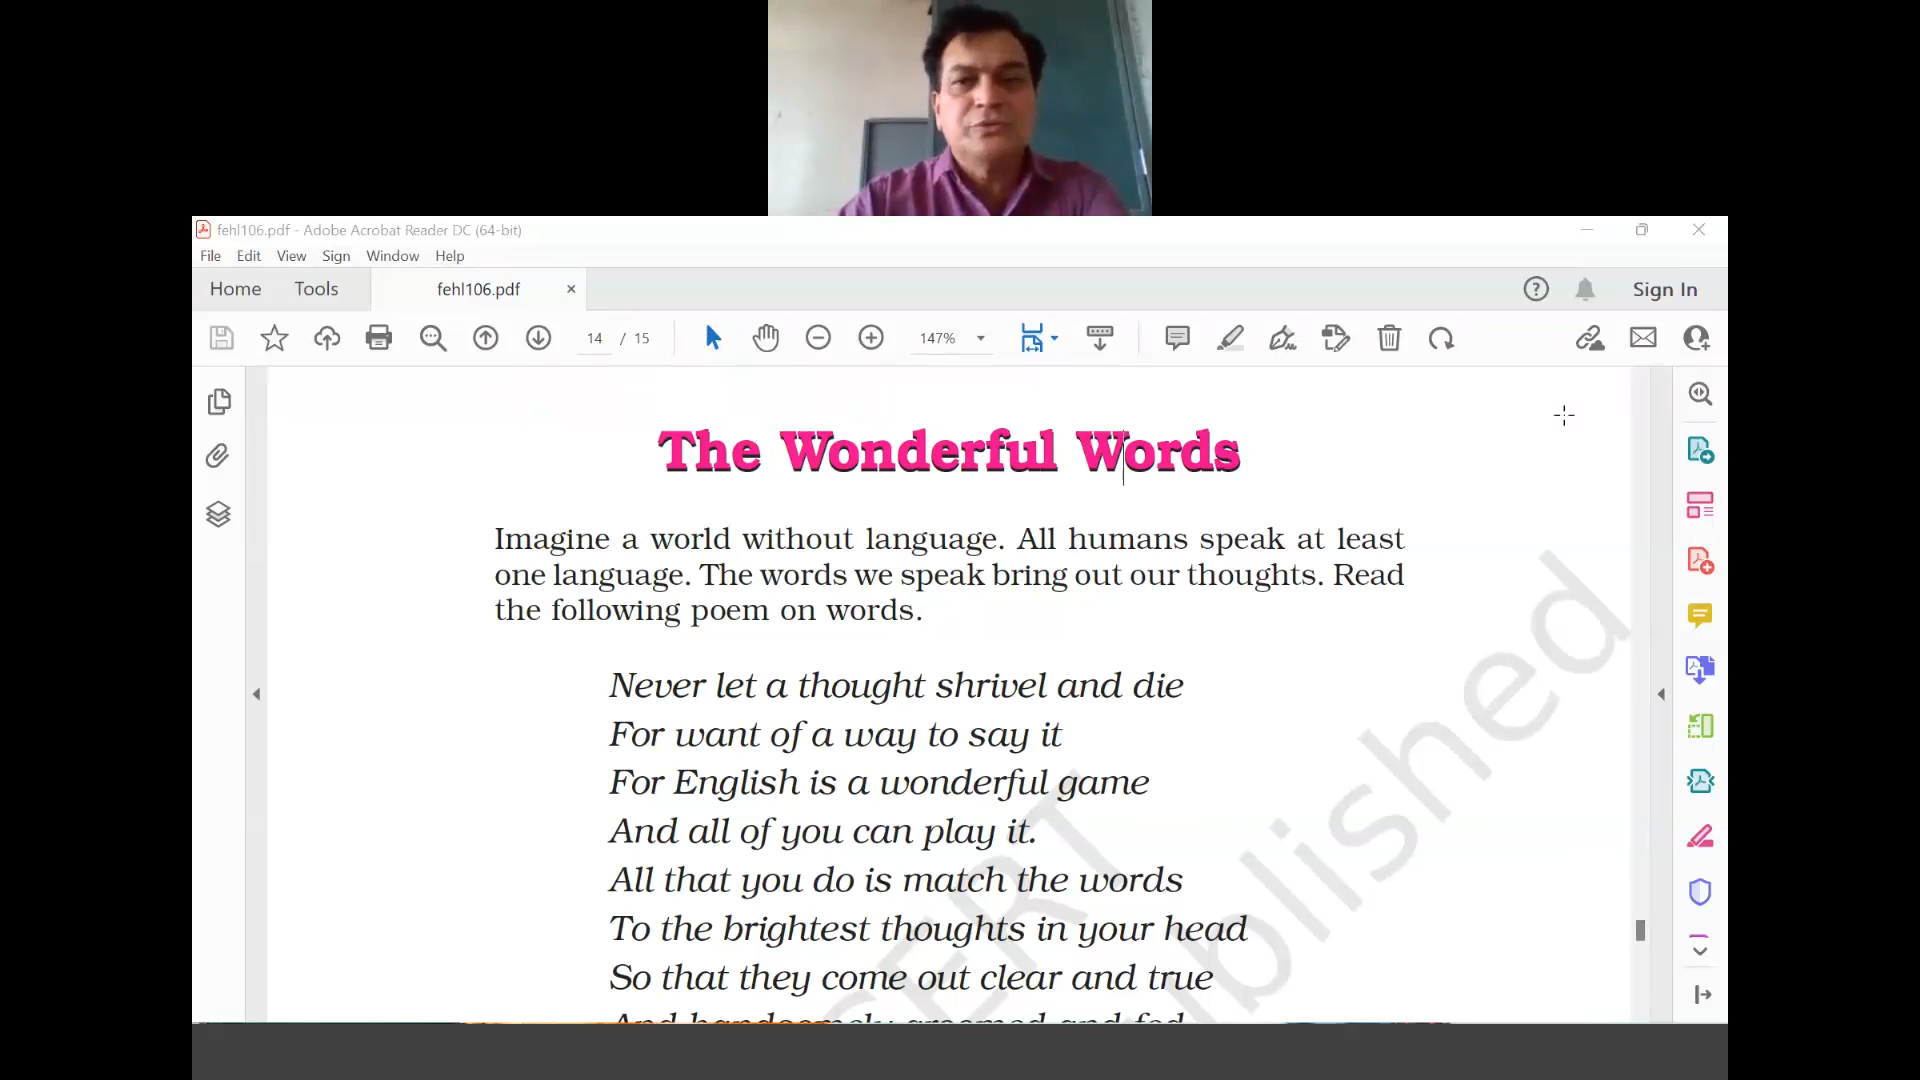 fehl106.pdf - Adobe Acrobat Reader DC (64-bit)
File Edit View Sign Window Help
Home Tools fehl106.pdf × Sign In
14 / 15 147%
The Wonderful Words
Imagine a world without language. All humans speak at least
one language. The words we speak bring out our thoughts. Read
the following poem on words.
Never let a thought shrivel and die
For want of a way to say it
For English is a wonderful game
And all of you can play it.
All that you do is match the words
To the brightest thoughts in your head
So that they come out clear and true
And handsomely groomed and fed